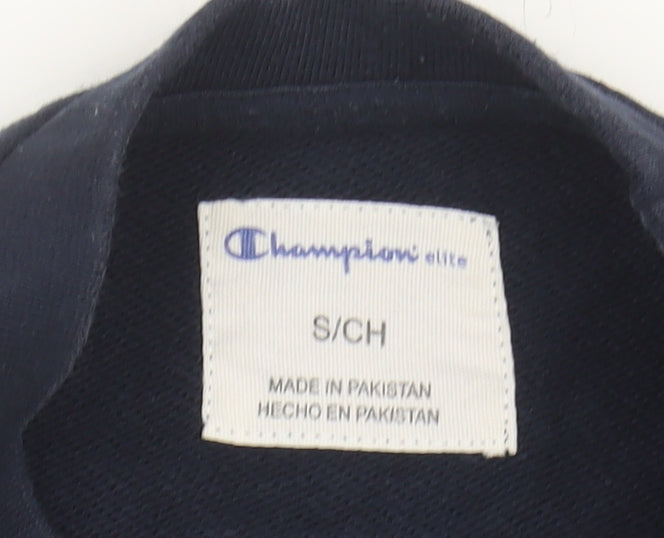 Champion elite
S/CH
MADE IN PAKISTAN
HECHO EN PAKISTAN